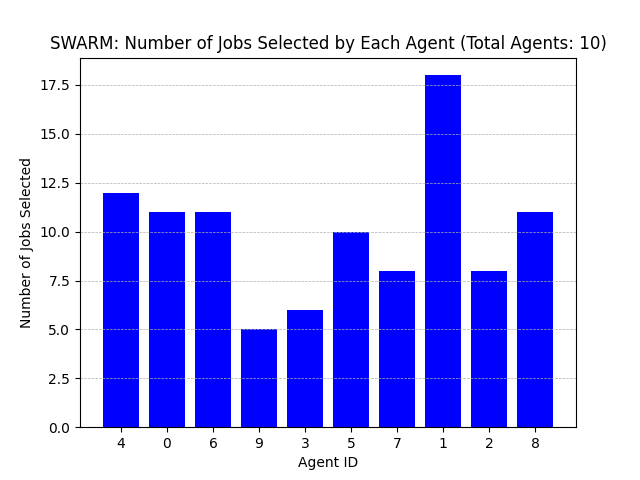 SWARM: Number of Jobs Selected by Each Agent (Total Agents: 10)
Number of Jobs Selected
17.5
15.0
12.5
10.0
7.5
5.0
2.5
0.0
4 0 6 9 3 5 7 1 2 8
Agent ID